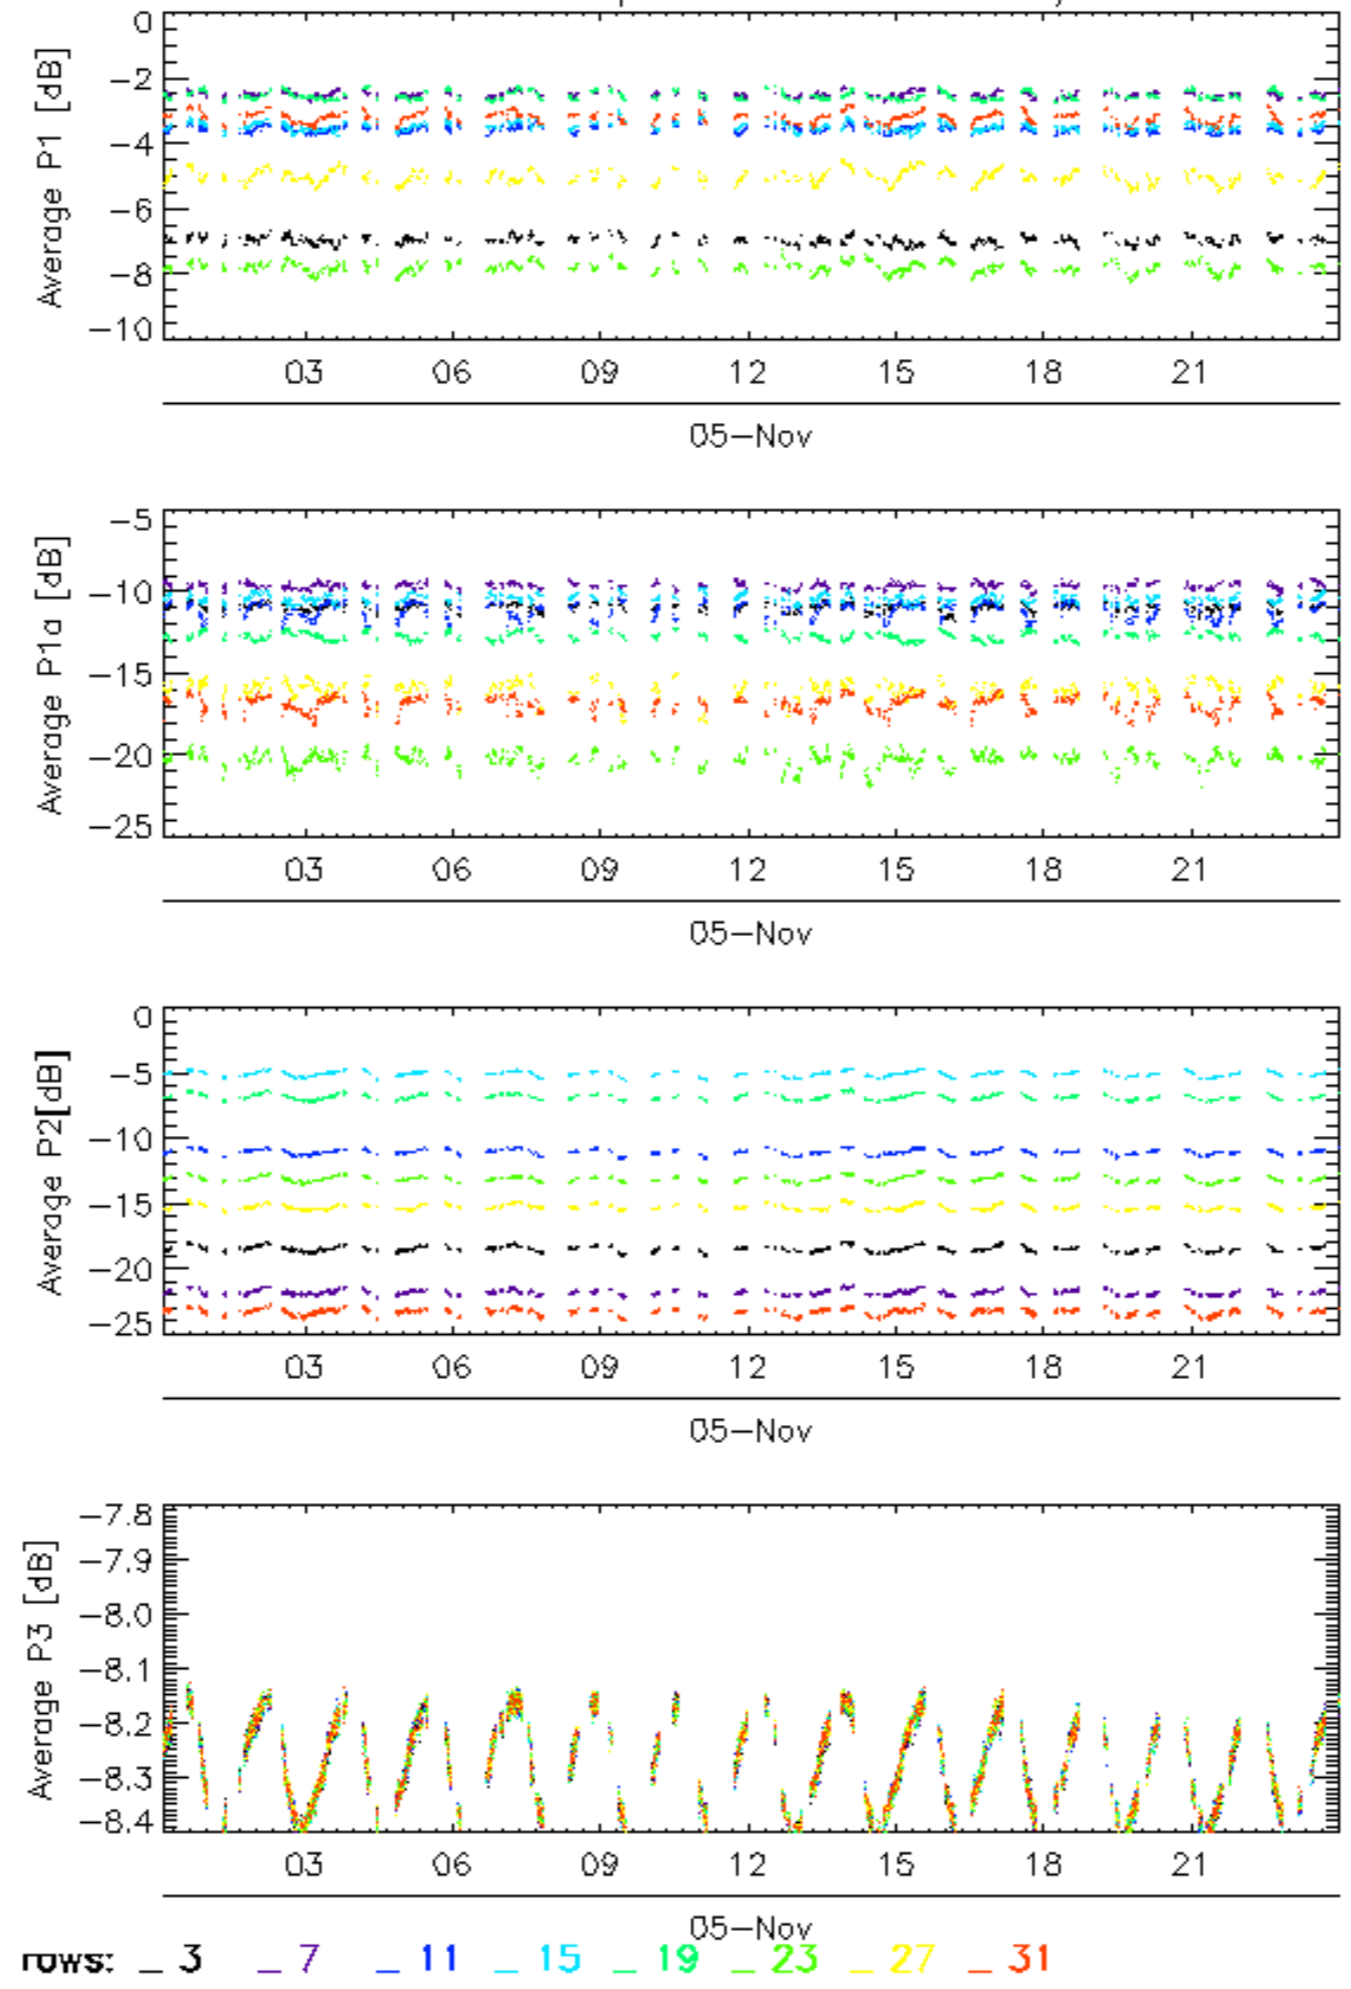 0
−2
−4
−6
−8
−10
Average P1 [dB]
03 06 09 12 15 18 21
05−Nov
−5
−10
−15
−20
−25
Average P1a [dB]
03 06 09 12 15 18 21
05−Nov
0
−5
−10
−15
−20
−25
Average P2[dB]
03 06 09 12 15 18 21
05−Nov
−7.8
−7.9
−8.0
−8.1
−8.2
−8.3
−8.4
Average P3 [dB]
03 06 09 12 15 18 21
05−Nov
rows: _ 3 _ 7 _ 11 _ 15 _ 19 _ 23 _ 27 _ 31